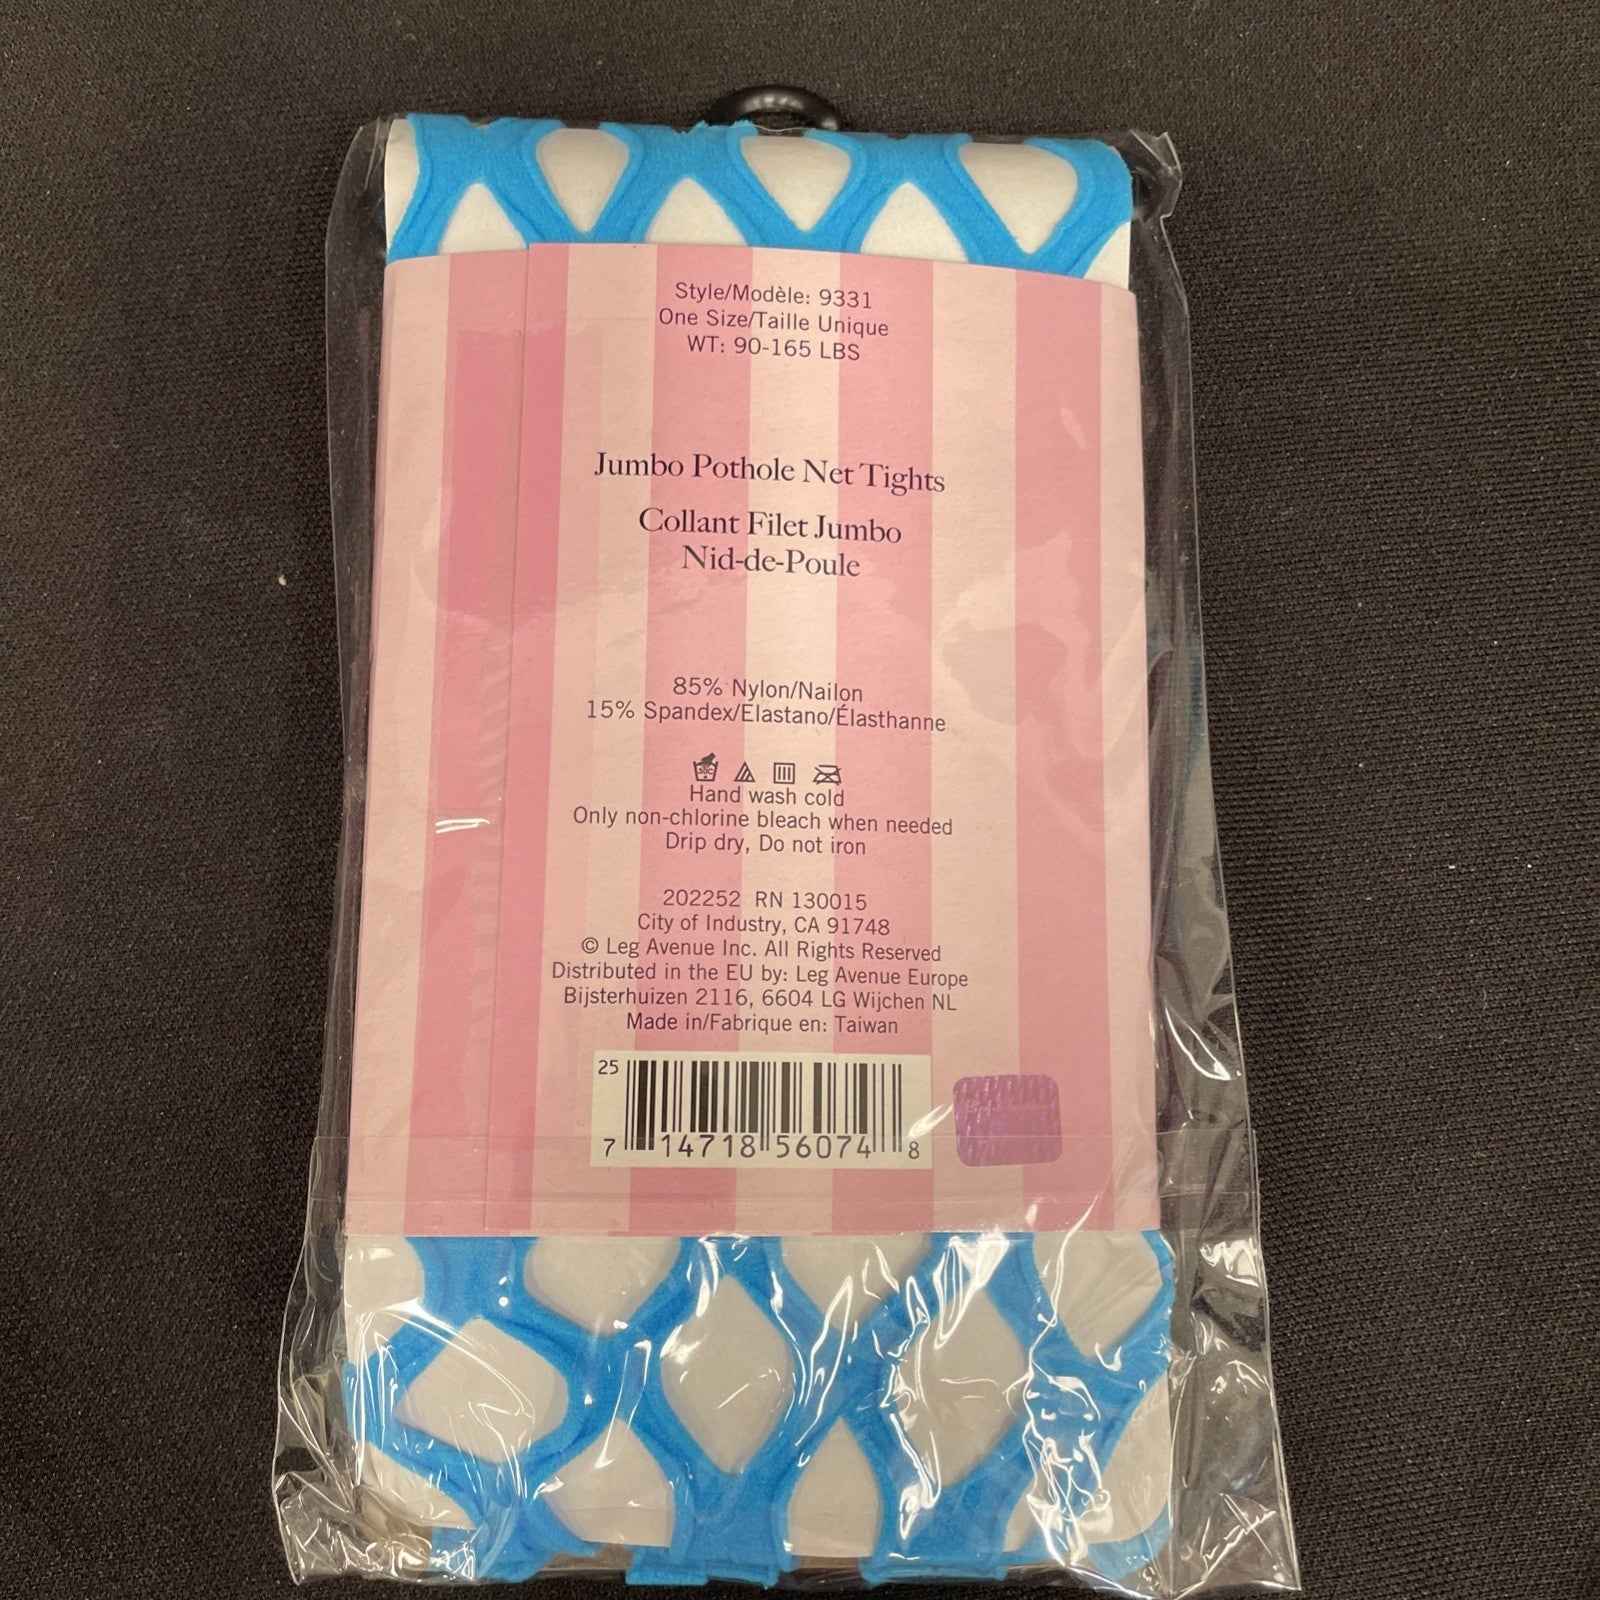 Style/Modèle: 9331
One Size/Taille Unique
WT: 90-165 LBS
Jumbo Pothole Net Tights
Collant Filet Jumbo
Nid-de-Poule
85% Nylon/Nailon
15% Spandex/Elastano/Élasthanne
30C
Hand wash cold
Only non-chlorine bleach when needed
Drip dry, Do not iron
202252 RN 130015
City of Industry, CA 91748
© Leg Avenue Inc. All Rights Reserved
Distributed in the EU by: Leg Avenue Europe
Bijsterhuizen 2116, 6604 LG Wijchen NL
Made in/Fabrique en: Taiwan
25
7 14718 56074 8